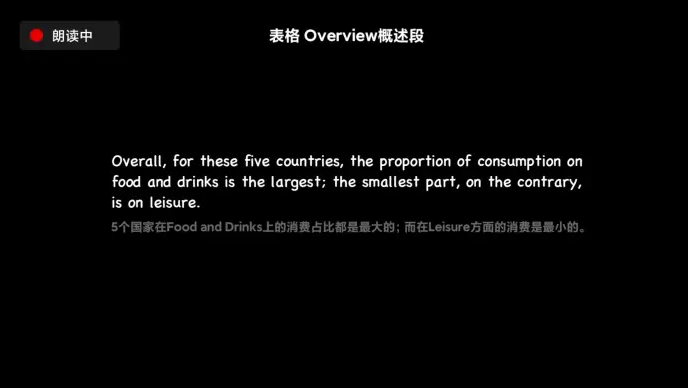 朗读中
表格 Overview概述段
Overall, for these five countries, the proportion of consumption on
food and drinks is the largest; the smallest part, on the contrary,
is on leisure.
5个国家在Food and Drinks上的消费占比都是最大的；而在Leisure方面的消费是最小的。